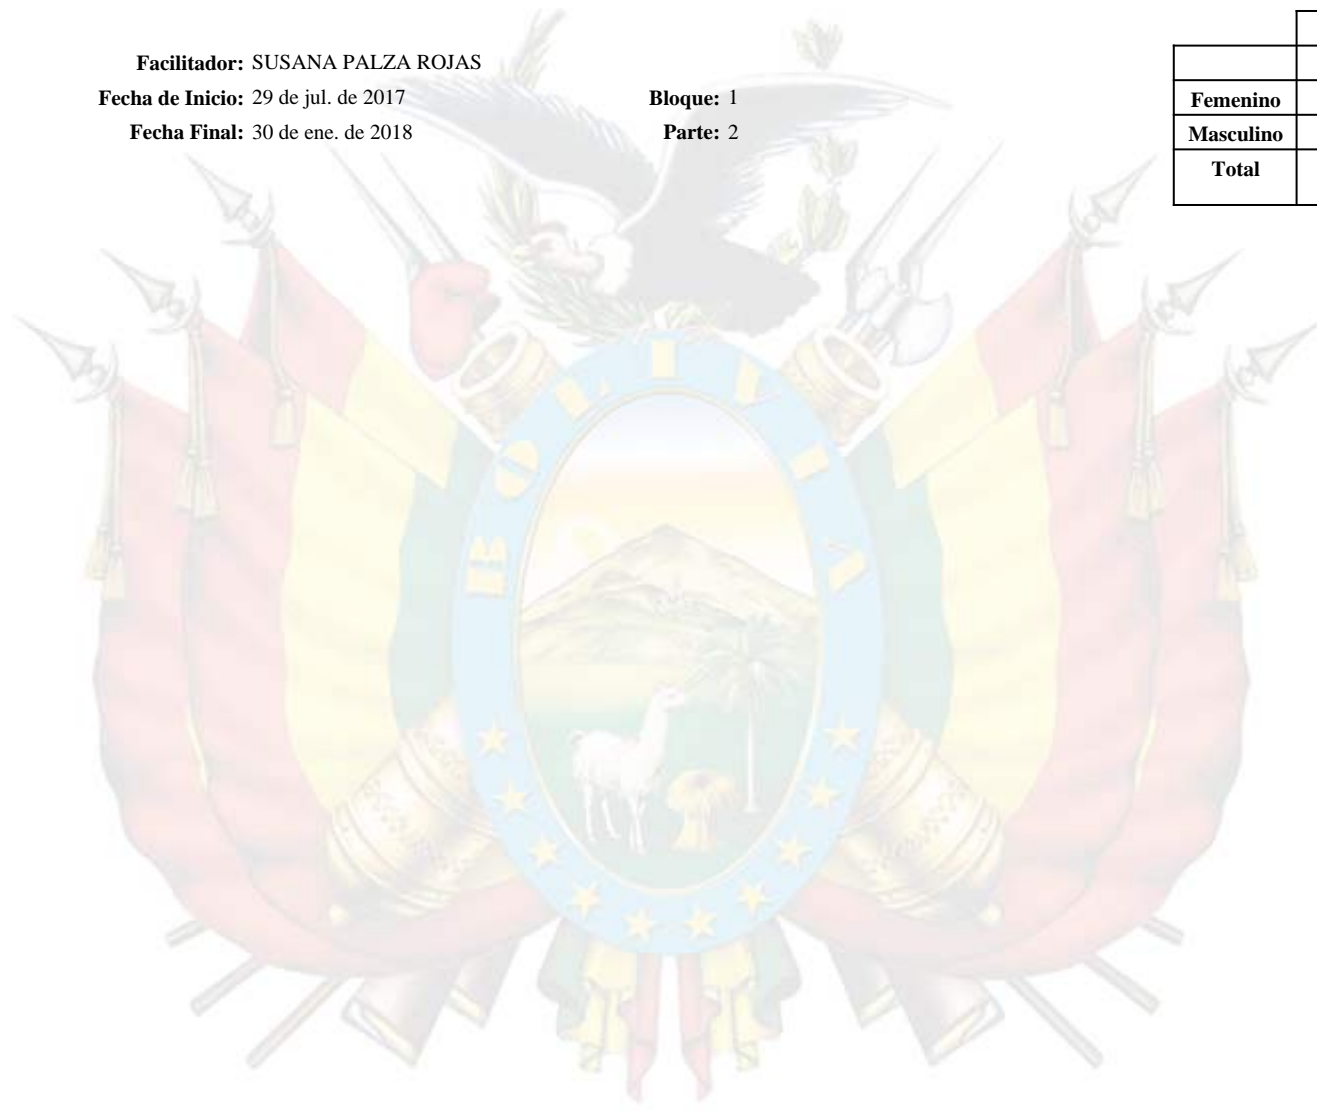 Facilitador: SUSANA PALZA ROJAS
Fecha de Inicio: 29 de jul. de 2017 Bloque: 1
Fecha Final: 30 de ene. de 2018 Parte: 2
Femenino
Masculino
Total
BOLIVIA